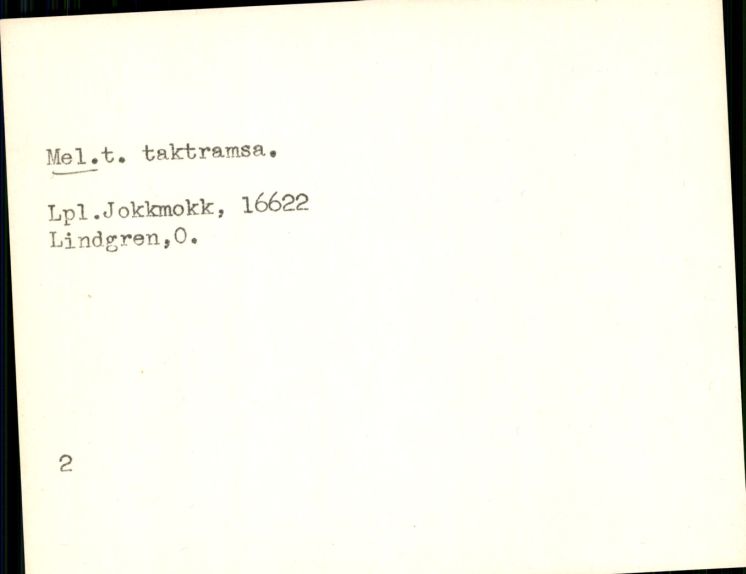 Mel.t. taktramsa.
Lpl.Jokkmokk, 16622
Lindgren,O.
2